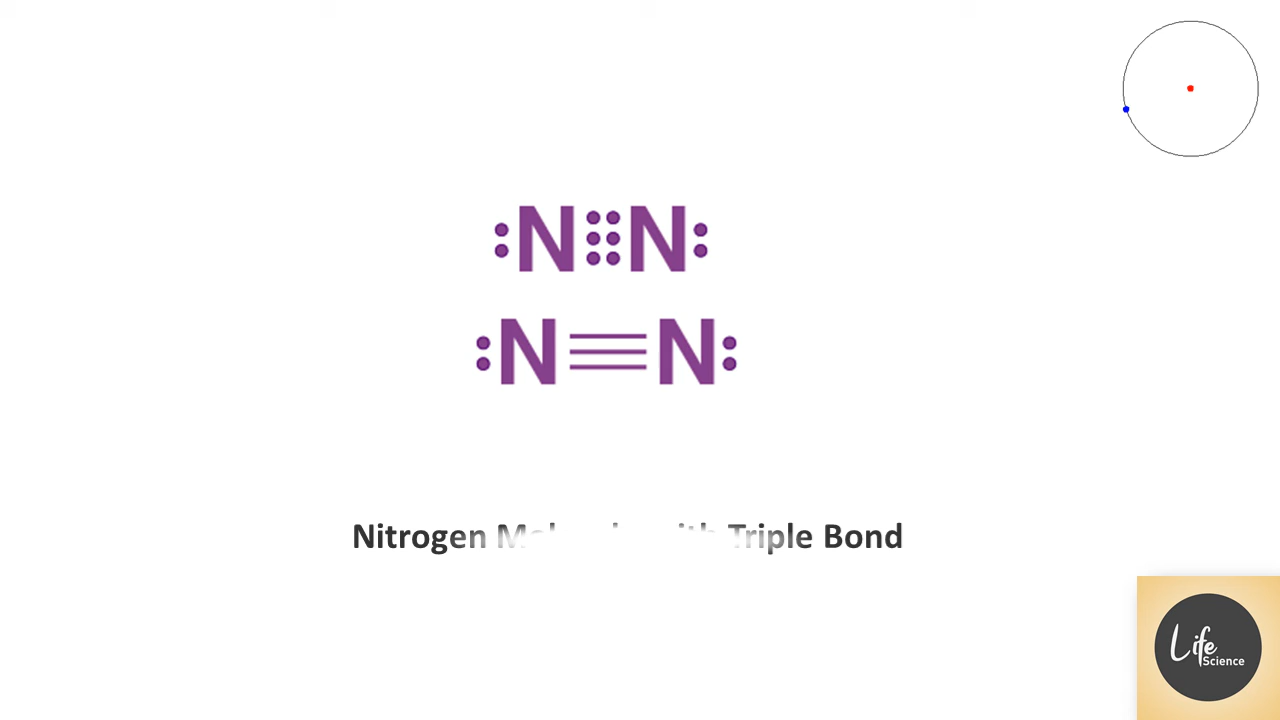 :N:::N:
:N≡N:
Nitrogen Triple Bond
Life
Science